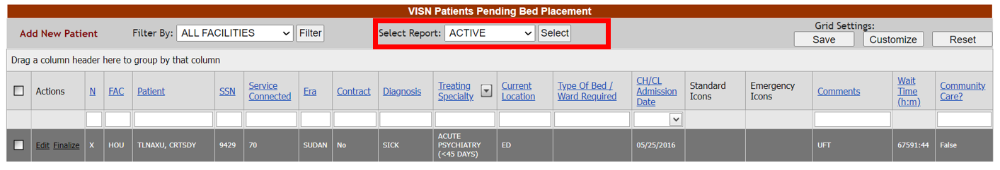 VISN Patients Pending Bed Placement
Add New Patient Filter By: ALL FACILITIES Filter Select Report: ACTIVE Select Grid Settings:
Save Customize Reset
Drag a column header here to group by that column
Actions N FAC Patient SSN Service Connected Era Contract Diagnosis Treating Specialty Current Location Type Of Bed / Ward Required CH/CL Admission Date Standard Icons Emergency Icons Comments Wait Time (h:m) Community Care?
Edit Finalize X HOU TLNAXU, CRTSDY 9429 70 SUDAN No SICK ACUTE PSYCHIATRY (<45 DAYS) ED 05/25/2016 UFT 67591:44 False